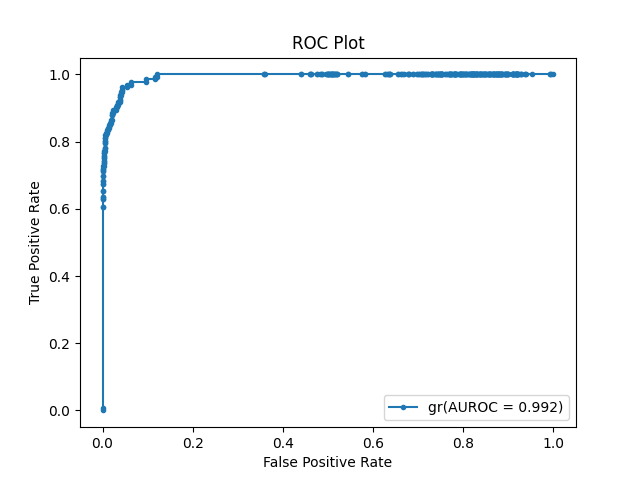 ROC Plot
True Positive Rate
1.0
0.8
0.6
0.4
0.2
0.0
0.0 0.2 0.4 0.6 0.8 1.0
False Positive Rate
gr(AUROC = 0.992)